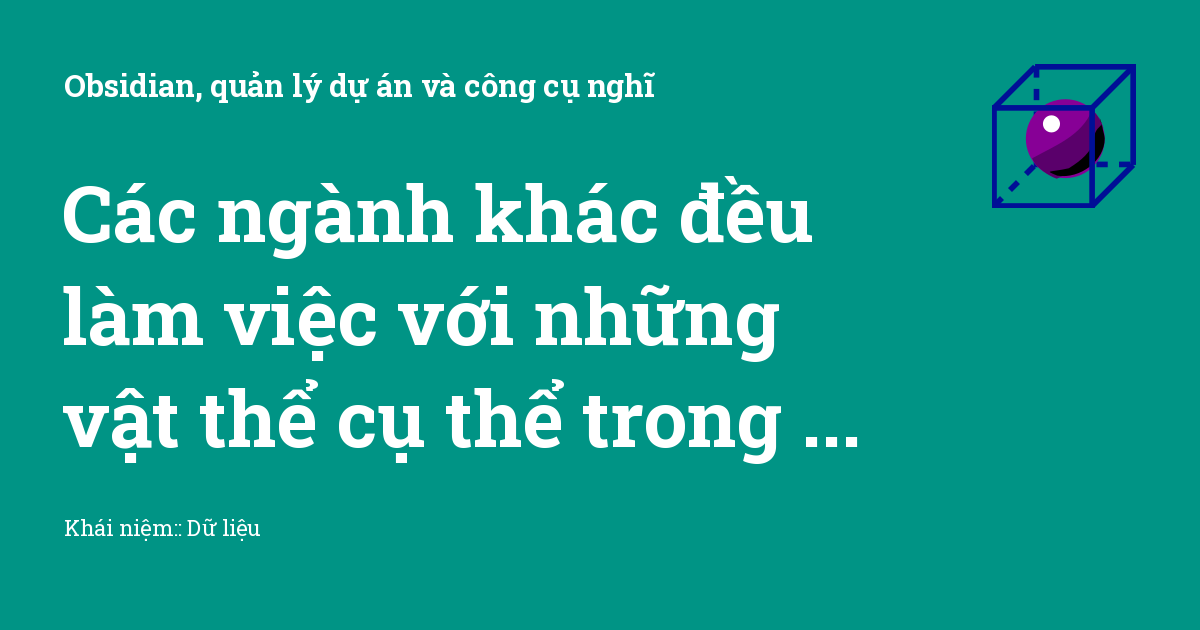 Obsidian, quản lý dự án và công cụ nghĩ
Các ngành khác đều
làm việc với những
vật thể cụ thể trong ...
Khái niệm:: Dữ liệu